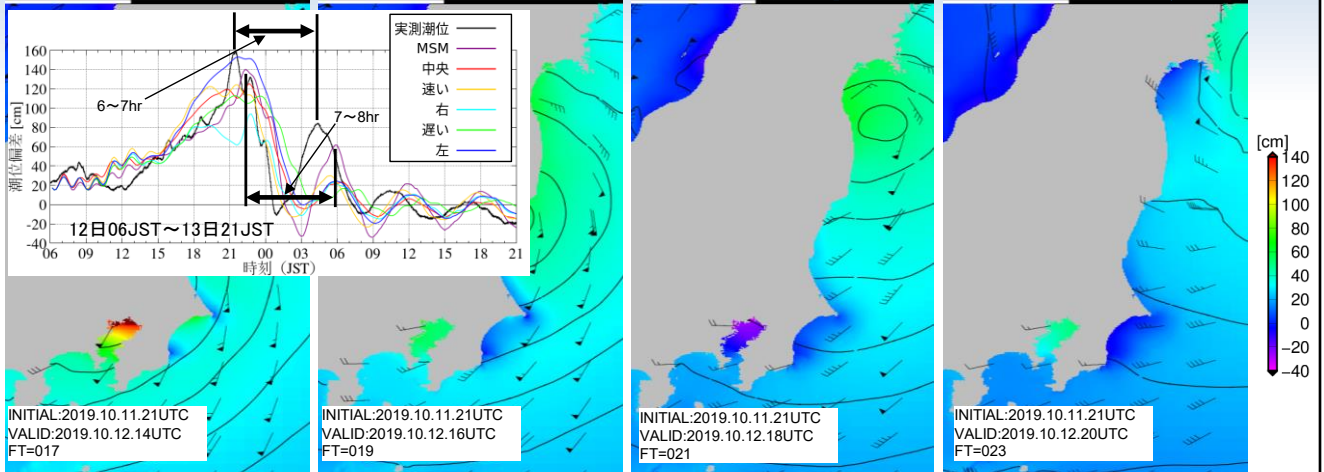 160
140
120
100
80
60
40
20
0
-20
-40
潮位偏差 [cm]
06 09 12 15 18 21 00 03 06 09 12 15 18 21
時刻 (JST)
6～7hr
7～8hr
12日06JST～13日21JST
実測潮位
MSM
中央
速い
右
遅い
左
INITIAL:2019.10.11.21UTC
VALID:2019.10.12.14UTC
FT=017
INITIAL:2019.10.11.21UTC
VALID:2019.10.12.16UTC
FT=019
INITIAL:2019.10.11.21UTC
VALID:2019.10.12.18UTC
FT=021
INITIAL:2019.10.11.21UTC
VALID:2019.10.12.20UTC
FT=023
[cm]
140
120
100
80
60
40
20
0
−20
−40